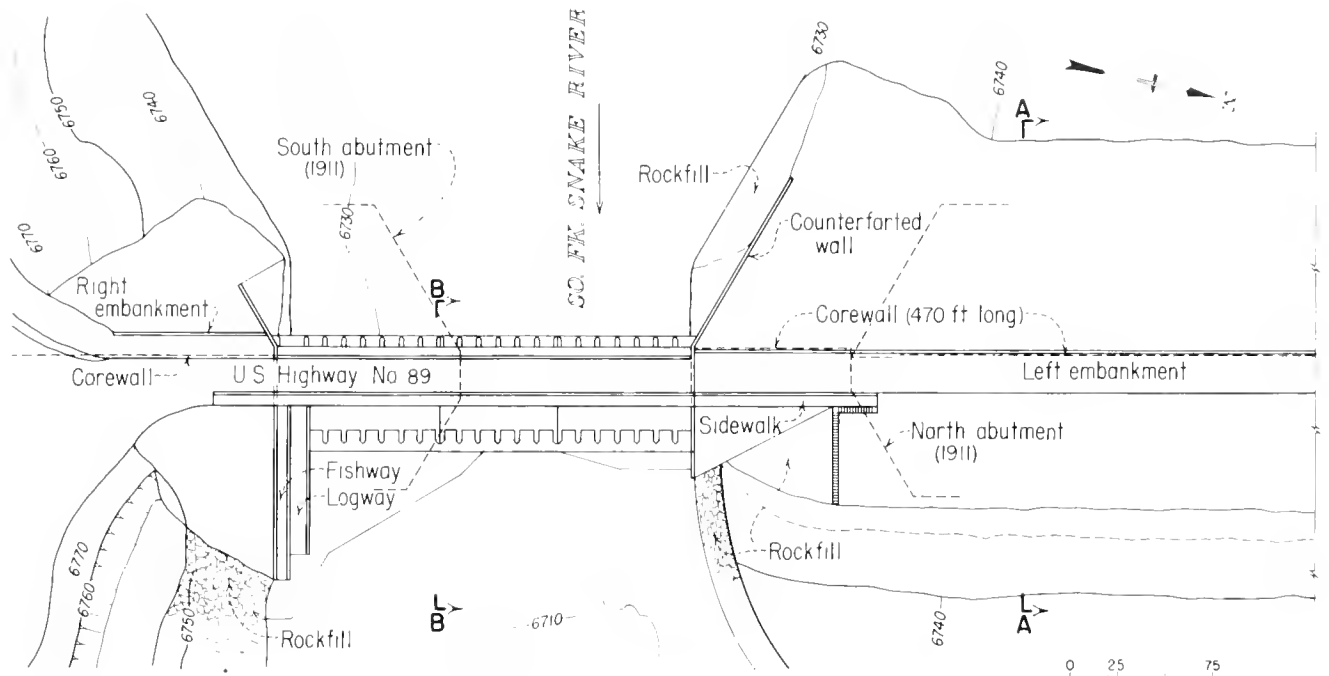 SO. FK. SNAKE RIVER
6730
6740
A
N
6750
6740
6760
South abutment
(1911)
Rockfill
6730
Counterfarted
wall
6770
Right
embankment
B
Corewall (470 ft long)
Corewall
U.S. Highway No 89
Left embankment
Sidewalk
North abutment
(1911)
Fishway
Logway
Rockfill
6770
6760
6750
Rockfill
B
6710
6740
A
0 25 75